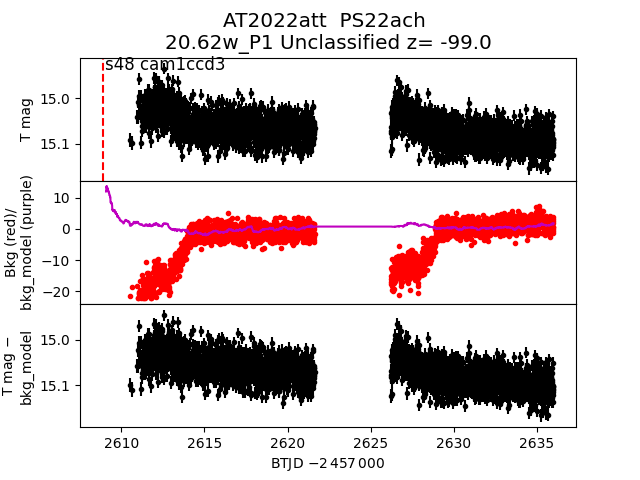 AT2022att PS22ach
20.62w_P1 Unclassified z= -99.0
s48 cam1ccd3
T mag
15.0
15.1
Bkg (red)/
bkg_model (purple)
10
0
−10
−20
T mag −
bkg_model
15.0
15.1
2610 2615 2620 2625 2630 2635
BTJD −2 457 000